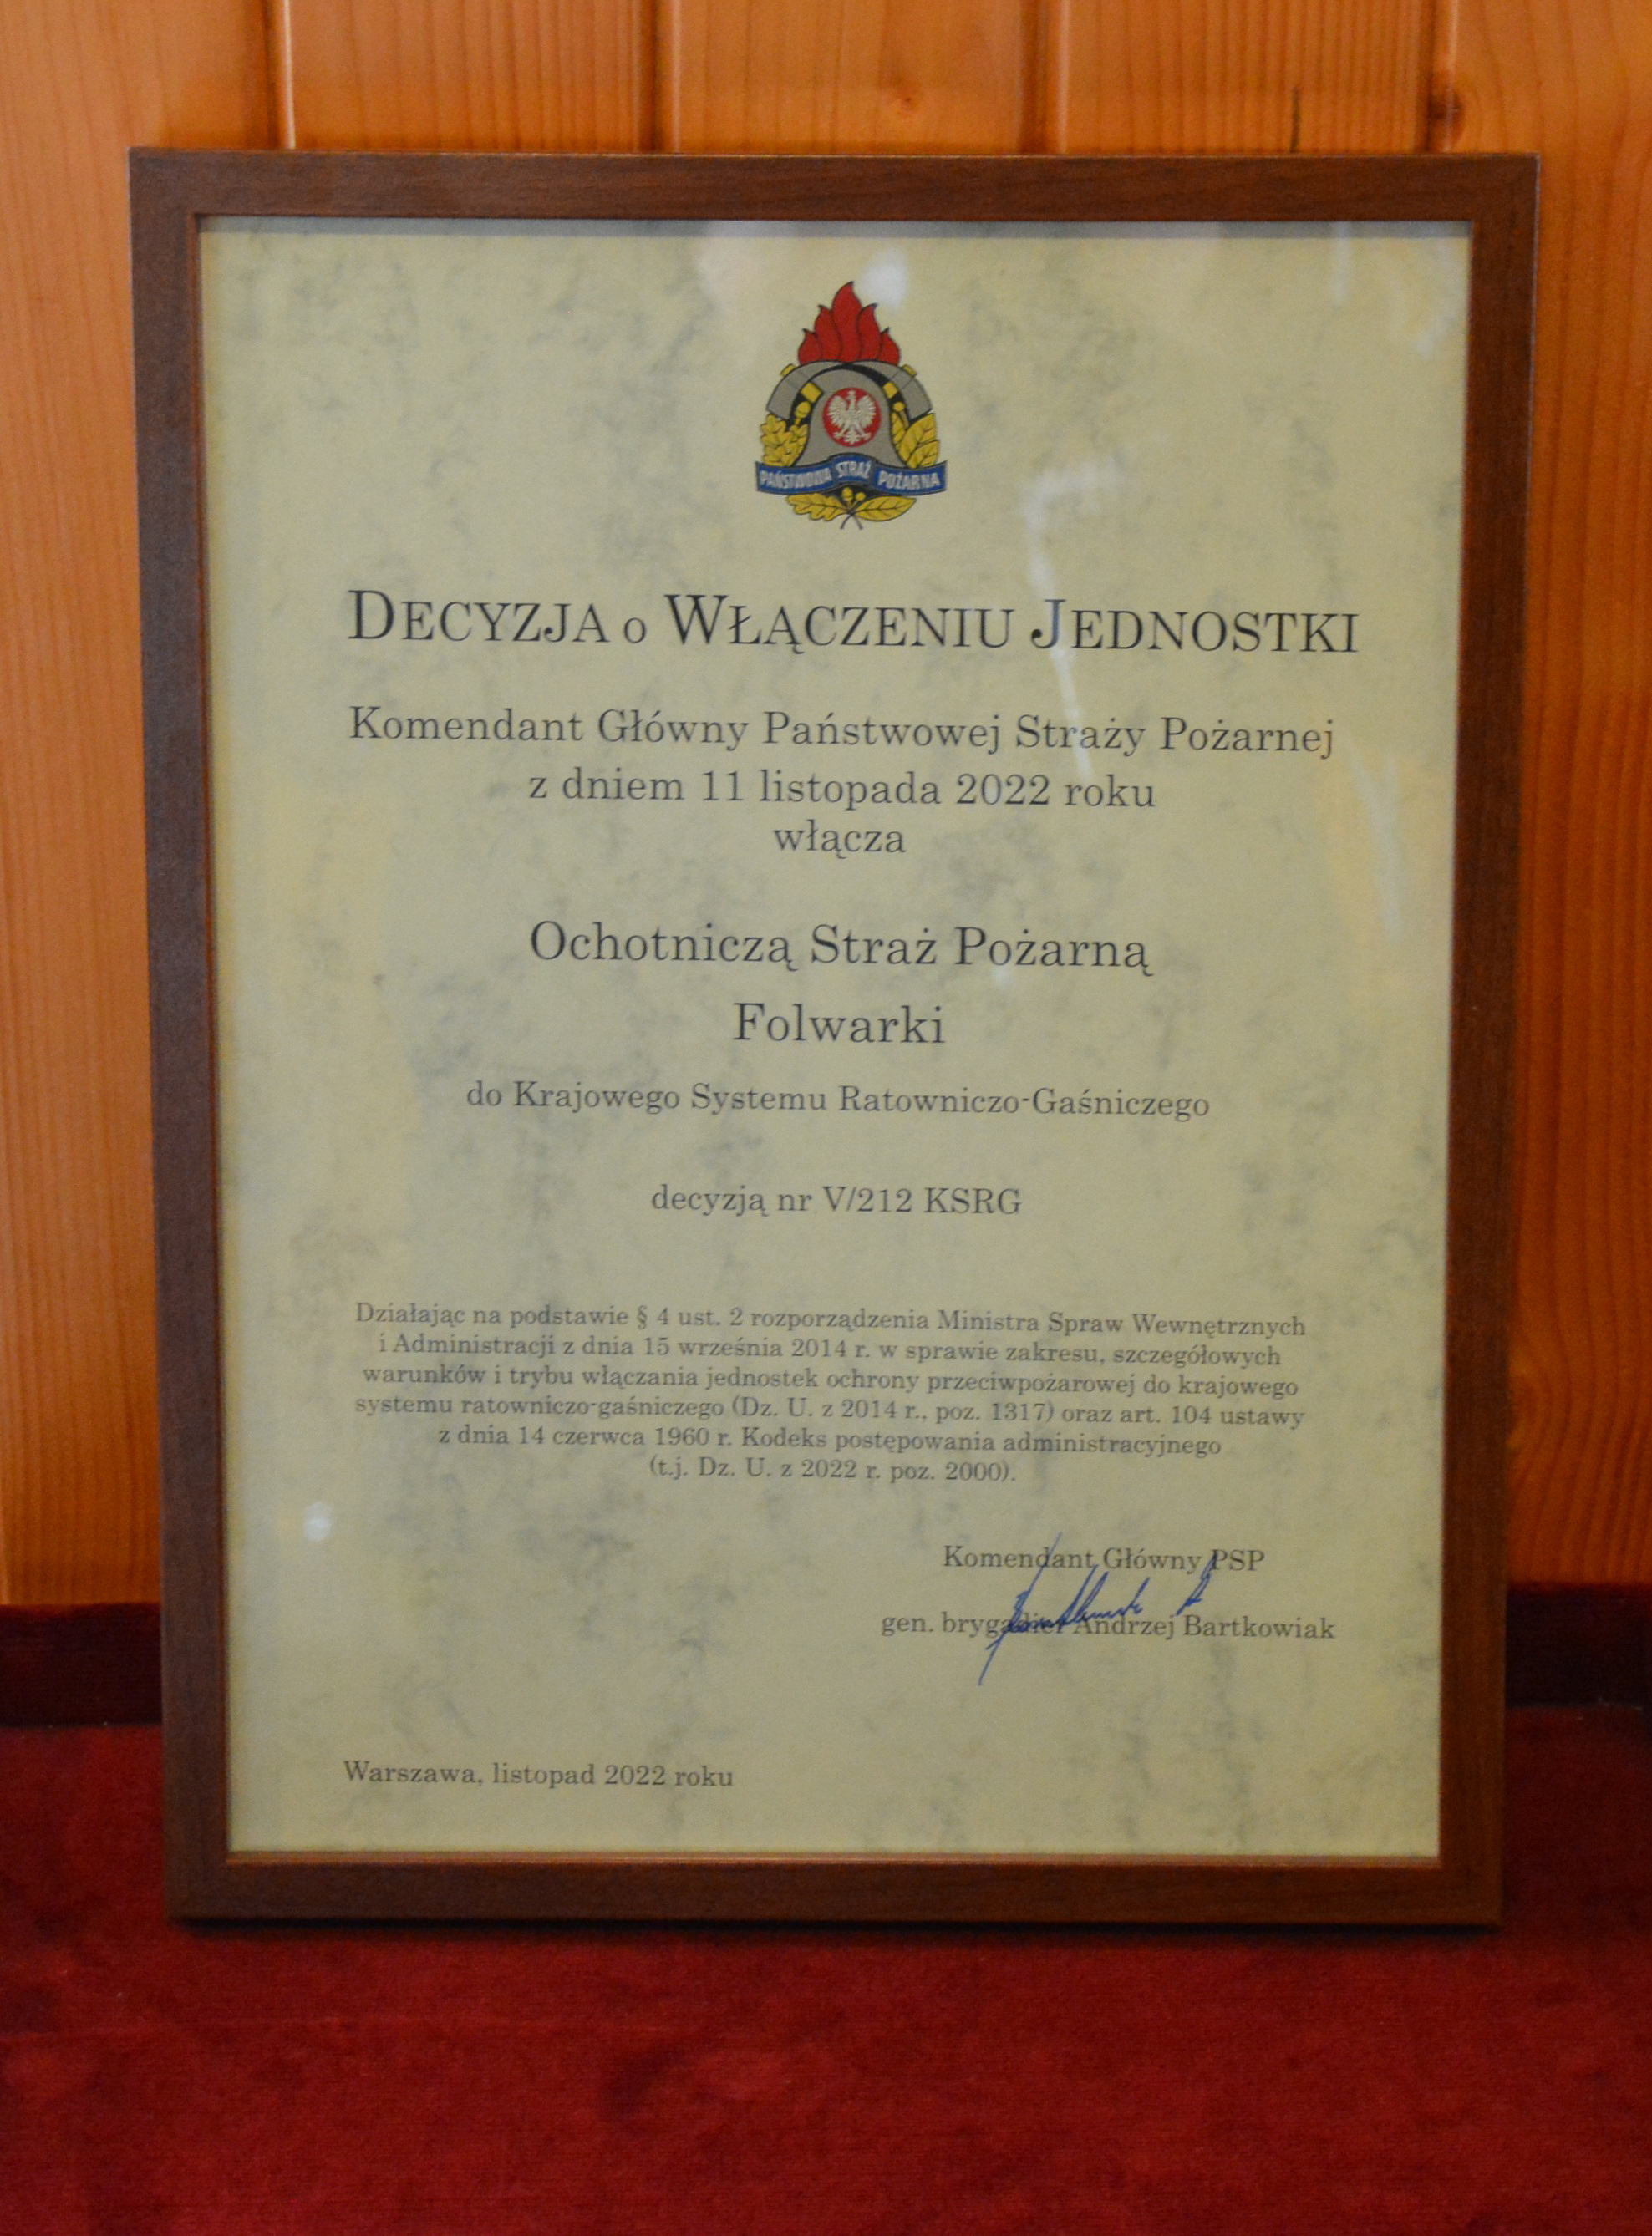 PAŃSTWOWA STRAŻ POŻARNA
DECYZJA O WŁĄCZENIU JEDNOSTKI
Komendant Główny Państwowej Straży Pożarnej
z dniem 11 listopada 2022 roku
włącza
Ochotniczą Straż Pożarną
Folwarki
do Krajowego Systemu Ratowniczo-Gaśniczego
decyzją nr V/212 KSRG
Działając na podstawie § 4 ust. 2 rozporządzenia Ministra Spraw Wewnętrznych
i Administracji z dnia 15 września 2014 r. w sprawie zakresu, szczegółowych
warunków i trybu włączania jednostek ochrony przeciwpożarowej do krajowego
systemu ratowniczo-gaśniczego (Dz. U. z 2014 r., poz. 1317) oraz art. 104 ustawy
z dnia 14 czerwca 1960 r. Kodeks postępowania administracyjnego
(t.j. Dz. U. z 2022 r. poz. 2000).
Komendant Główny PSP
gen. brygadier Andrzej Bartkowiak
Warszawa, listopad 2022 roku